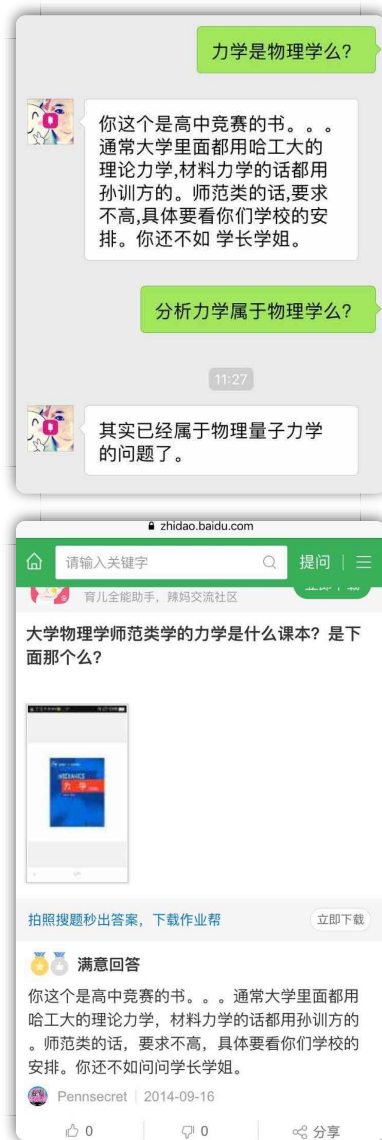 力学是物理学么?
你这个是高中竞赛的书。。。
通常大学里面都用哈工大的
理论力学,材料力学的话都用
孙训方的。师范类的话,要求
不高,具体要看你们学校的安
排。你还不如 学长学姐。
分析力学属于物理学么?
11:27
其实已经属于物理量子力学
的问题了。
zhidao.baidu.com
请输入关键字
提问
育儿全能助手，辣妈交流社区
大学物理学师范类学的力学是什么课本？是下
面那个么？
MECHANICS
力 学
拍照搜题秒出答案，下载作业帮
立即下载
满意回答
你这个是高中竞赛的书。。。通常大学里面都用
哈工大的理论力学，材料力学的话都用孙训方的
。师范类的话，要求不高，具体要看你们学校的
安排。你还不如问问学长学姐。
Pennsecret 2014-09-16
0
0
分享